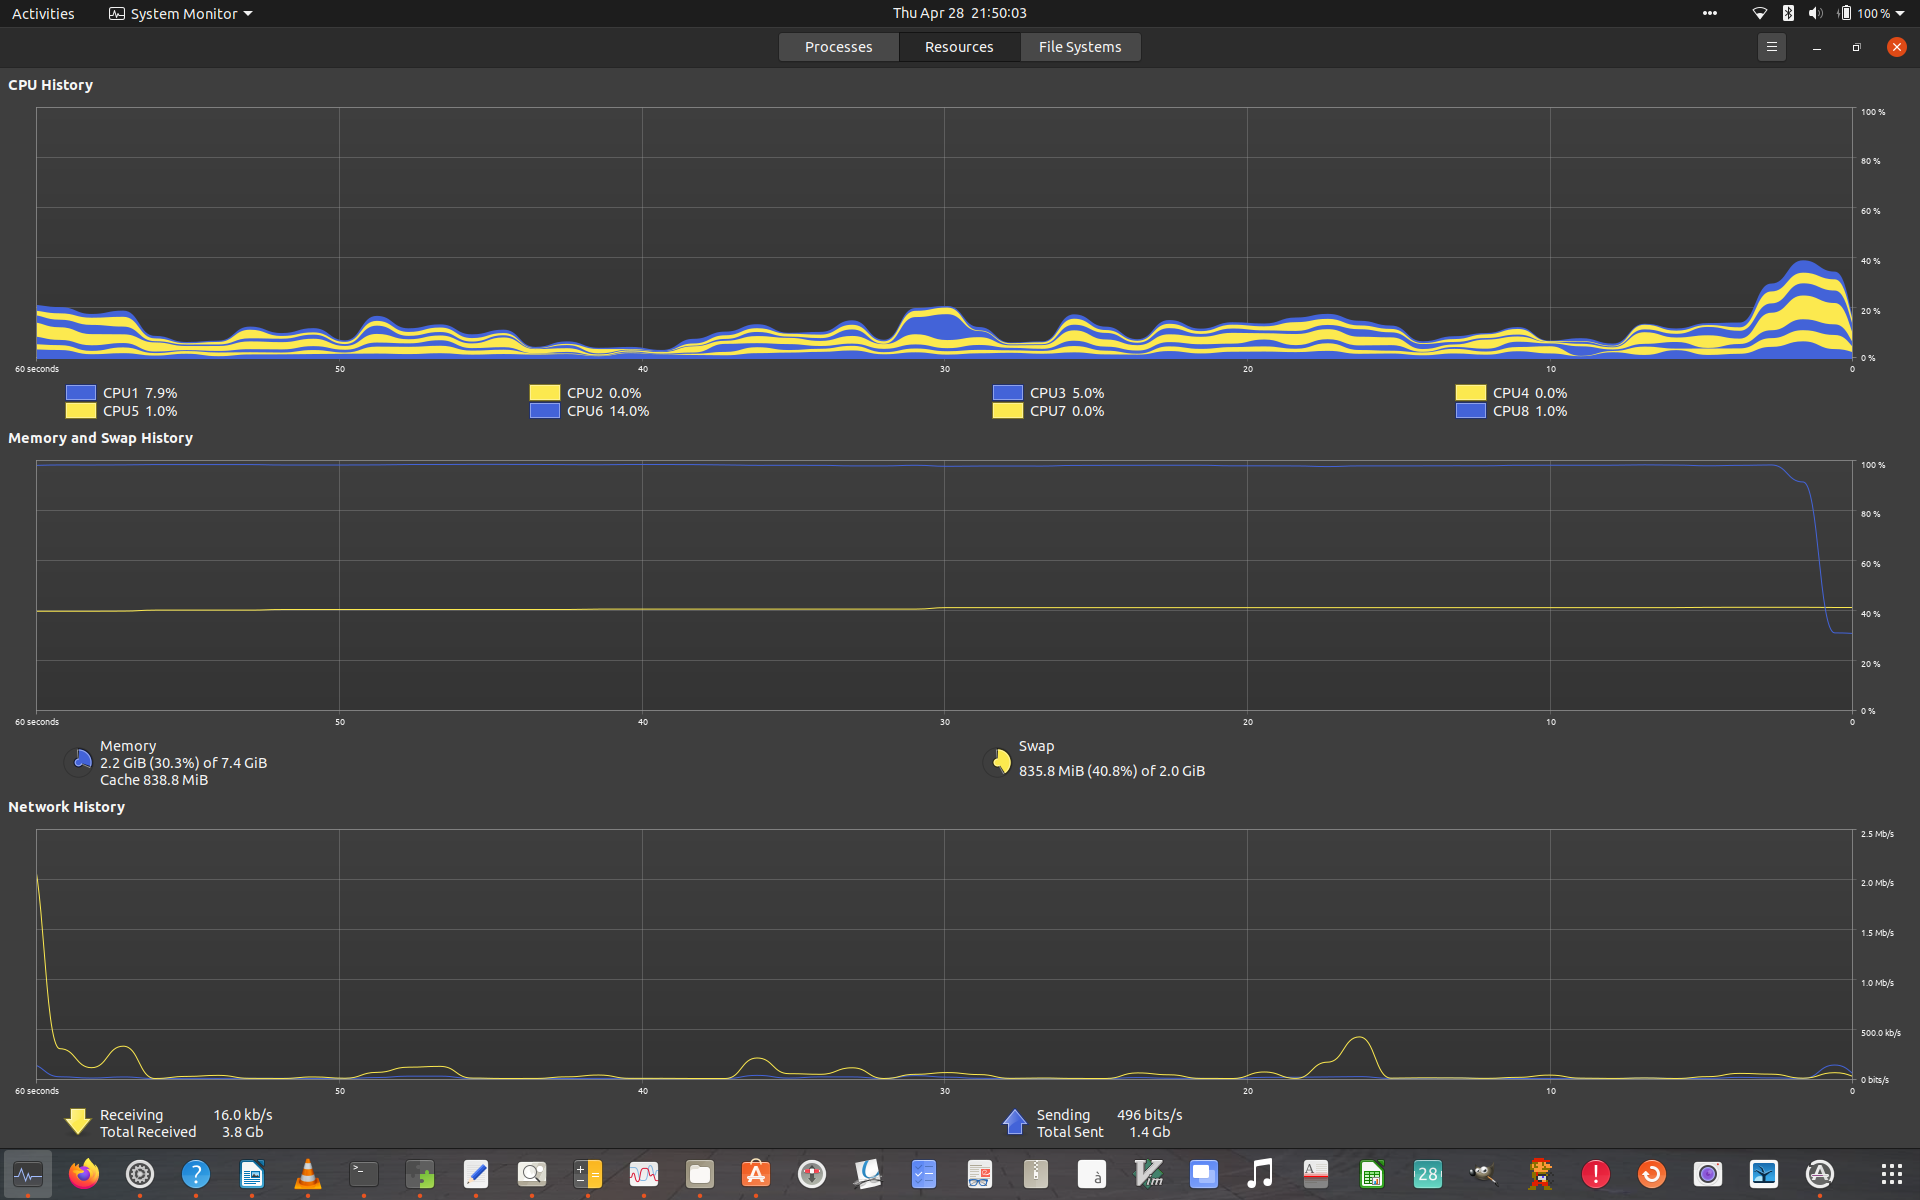 Activities System Monitor Thu Apr 28 21:50:03 100 %
Processes Resources File Systems
CPU History
100 %
80 %
60 %
40 %
20 %
0 %
60 seconds 50 40 30 20 10 0
CPU1 7.9% CPU2 0.0% CPU3 5.0% CPU4 0.0%
CPU5 1.0% CPU6 14.0% CPU7 0.0% CPU8 1.0%
Memory and Swap History
100 %
80 %
60 %
40 %
20 %
0 %
60 seconds 50 40 30 20 10 0
Memory
2.2 GiB (30.3%) of 7.4 GiB
Cache 838.8 MiB
Swap
835.8 MiB (40.8%) of 2.0 GiB
Network History
2.5 Mb/s
2.0 Mb/s
1.5 Mb/s
1.0 Mb/s
500.0 kb/s
0 bits/s
60 seconds 50 40 30 20 10 0
Receiving 16.0 kb/s
Total Received 3.8 Gb
Sending 496 bits/s
Total Sent 1.4 Gb
? >_ A à Vim A 28 ! A